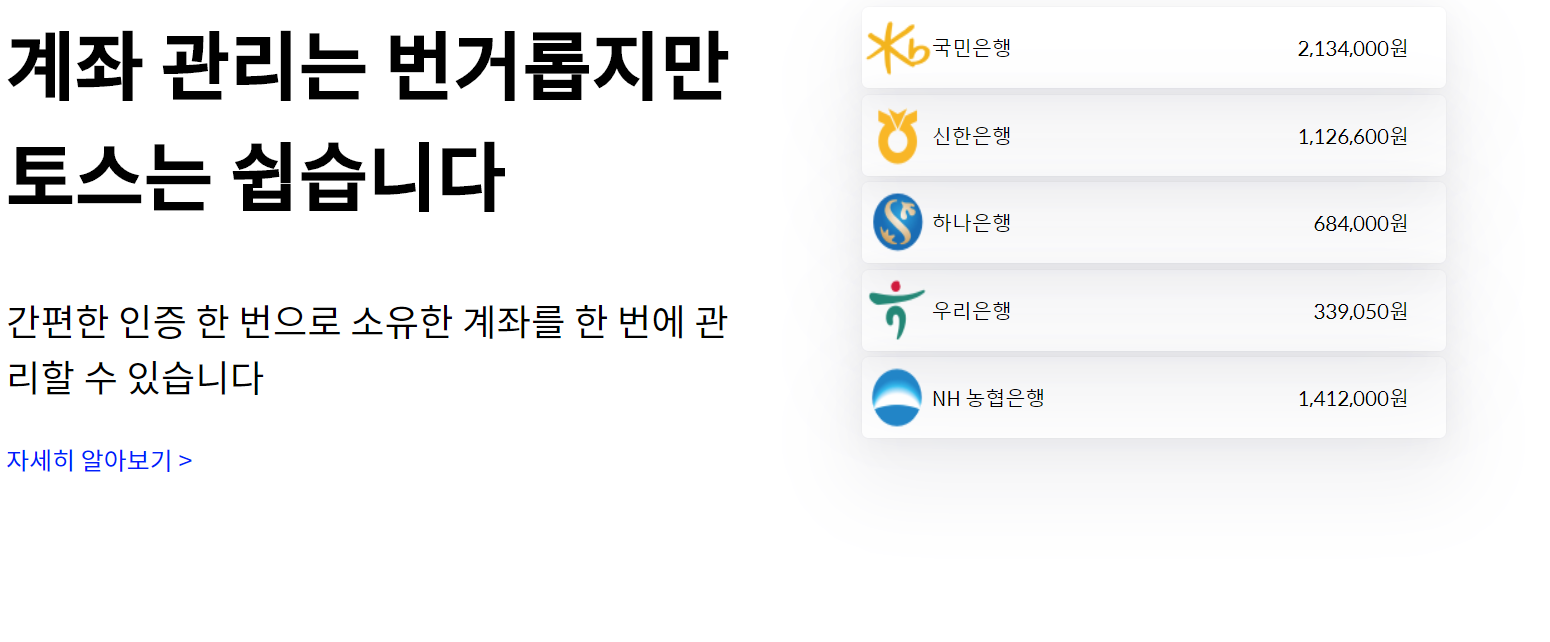 계좌 관리는 번거롭지만
토스는 쉽습니다
간편한 인증 한 번으로 소유한 계좌를 한 번에 관
리할 수 있습니다
자세히 알아보기 >
Kb 국민은행 2,134,000원
신한은행 1,126,600원
하나은행 684,000원
우리은행 339,050원
NH 농협은행 1,412,000원